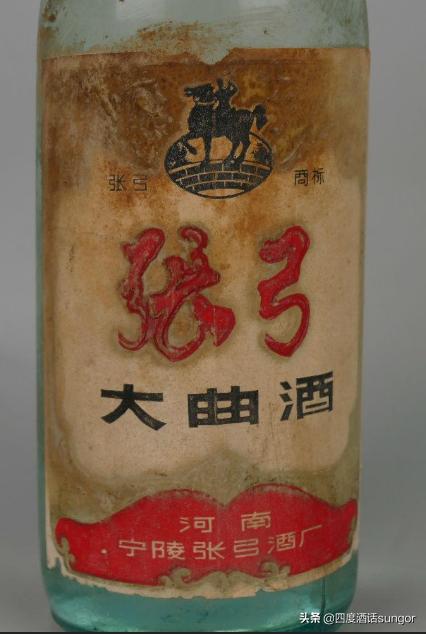 张弓 商标
张弓
大曲酒
河南
宁陵张弓酒厂
头条 @四度酒话sungor